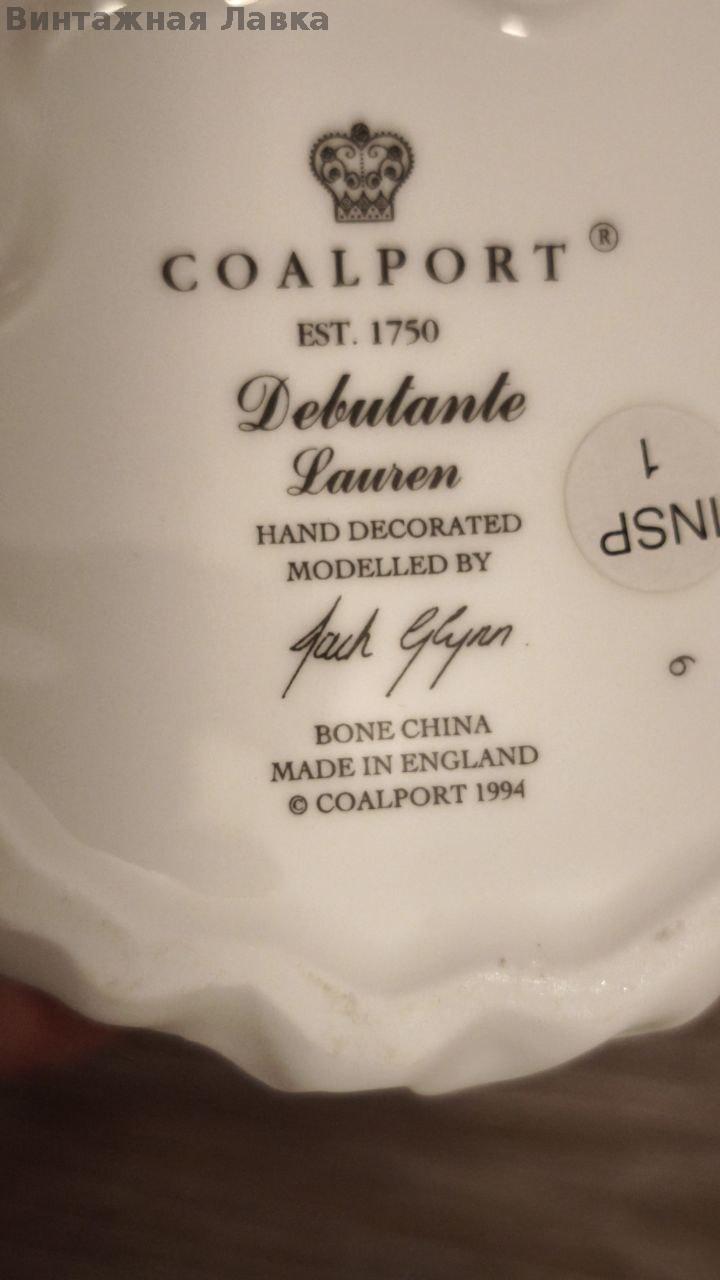 Винтажная Лавка
COALPORT®
EST. 1750
Debutante
Lauren
HAND DECORATED
MODELLED BY
Jack Glynn
BONE CHINA
MADE IN ENGLAND
© COALPORT 1994
INSP
1
6